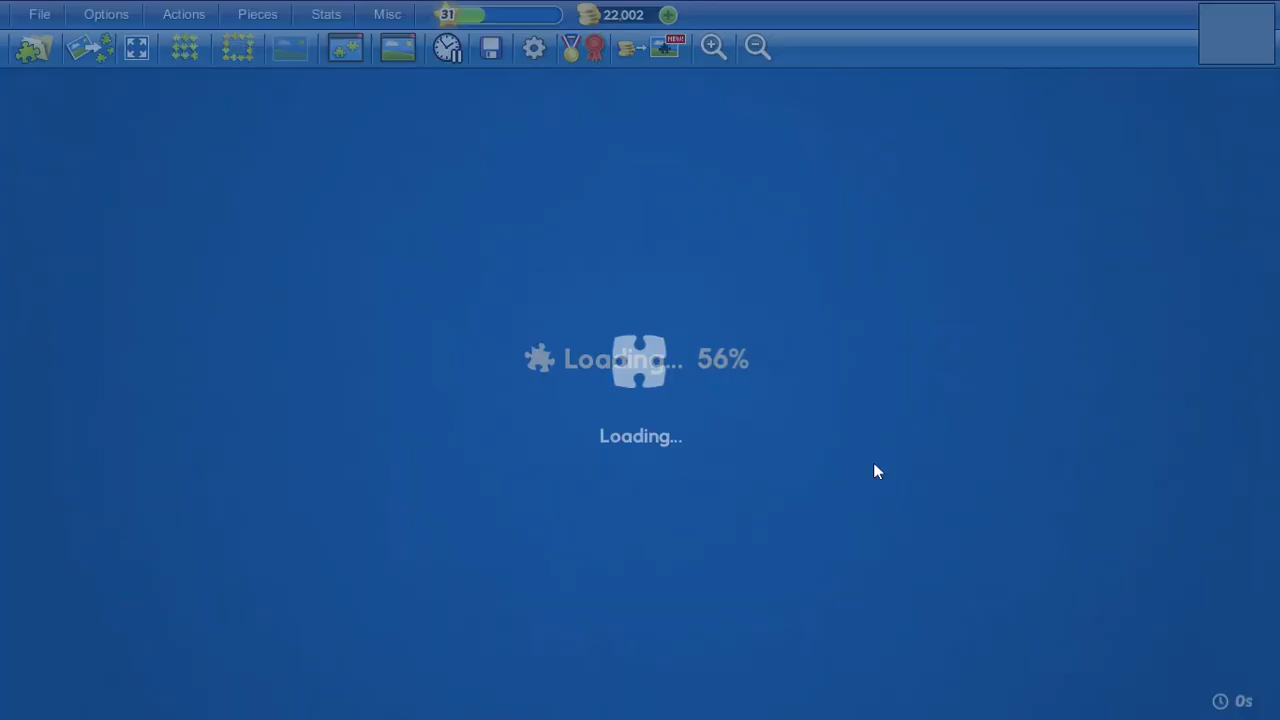 File Options Actions Pieces Stats Misc 31 22,002
NEW!
Loading... 56%
Loading...
0s